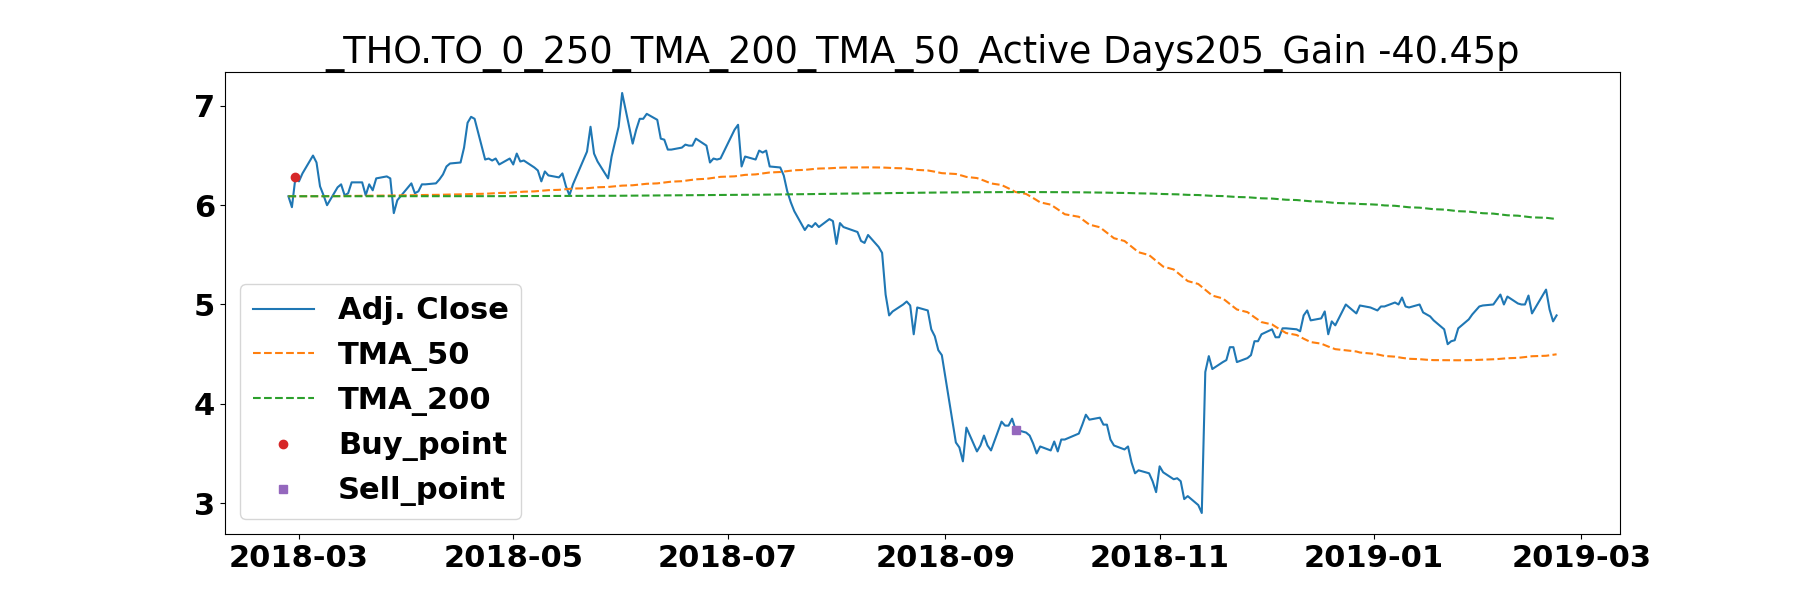 _THO.TO_0_250_TMA_200_TMA_50_Active Days205_Gain -40.45p
7
6
5
4
3
Adj. Close
TMA_50
TMA_200
Buy_point
Sell_point
2018-03 2018-05 2018-07 2018-09 2018-11 2019-01 2019-03